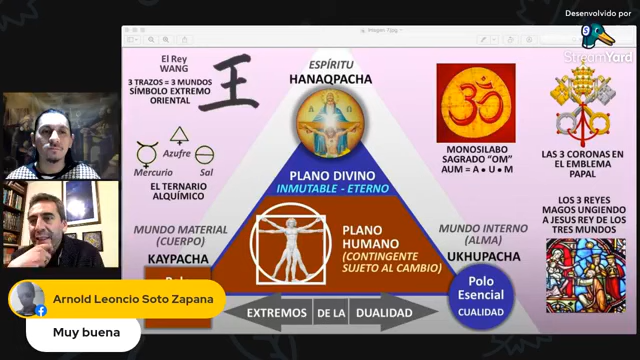 Desenvolvido por
StreamYard
Imagen 7.jpg
El Rey
WANG
3 TRAZOS = 3 MUNDOS
SÍMBOLO EXTREMO
ORIENTAL
王
ESPÍRITU
HANAQPACHA
Azufre
Mercurio
Sal
EL TERNARIO
ALQUÍMICO
PLANO DIVINO
INMUTABLE - ETERNO
ॐ
MONOSILABO
SAGRADO "OM"
AUM = A • U • M
LAS 3 CORONAS EN
EL EMBLEMA
PAPAL
MUNDO MATERIAL
(CUERPO)
KAYPACHA
PLANO
HUMANO
(CONTINGENTE
SUJETO AL CAMBIO)
MUNDO INTERNO
(ALMA)
UKHUPACHA
LOS 3 REYES
MAGOS UNGIENDO
A JESUS REY DE LOS
TRES MUNDOS
Polo
Esencial
CUALIDAD
EXTREMOS DE LA DUALIDAD
Arnold Leoncio Soto Zapana
Muy buena